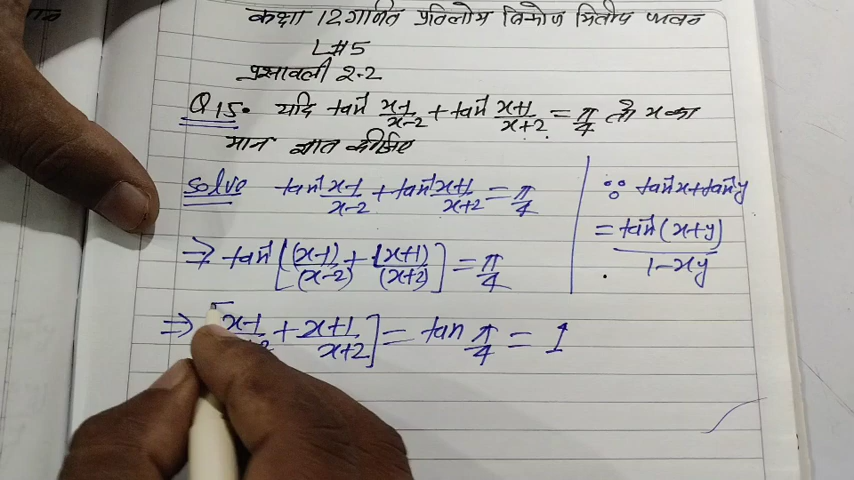 कक्षा 12 गणित प्रतिलोम त्रिकोण मितीय फलन
L#5
प्रश्नावली 2.2
Q 15. यदि tan⁻¹ x-1/x-2 + tan⁻¹ x+1/x+2 = π/4 तो x का
मान ज्ञात कीजिए
Solve tan⁻¹ x-1/x-2 + tan⁻¹ x+1/x+2 = π/4
⇒ tan⁻¹ [(x-1)/(x-2) + (x+1)/(x+2)] = π/4
⇒ [x-1 + x+1/x+2] = tan π/4 = 1
∵ tan⁻¹x + tan⁻¹y
= tan⁻¹ (x+y)/1-xy